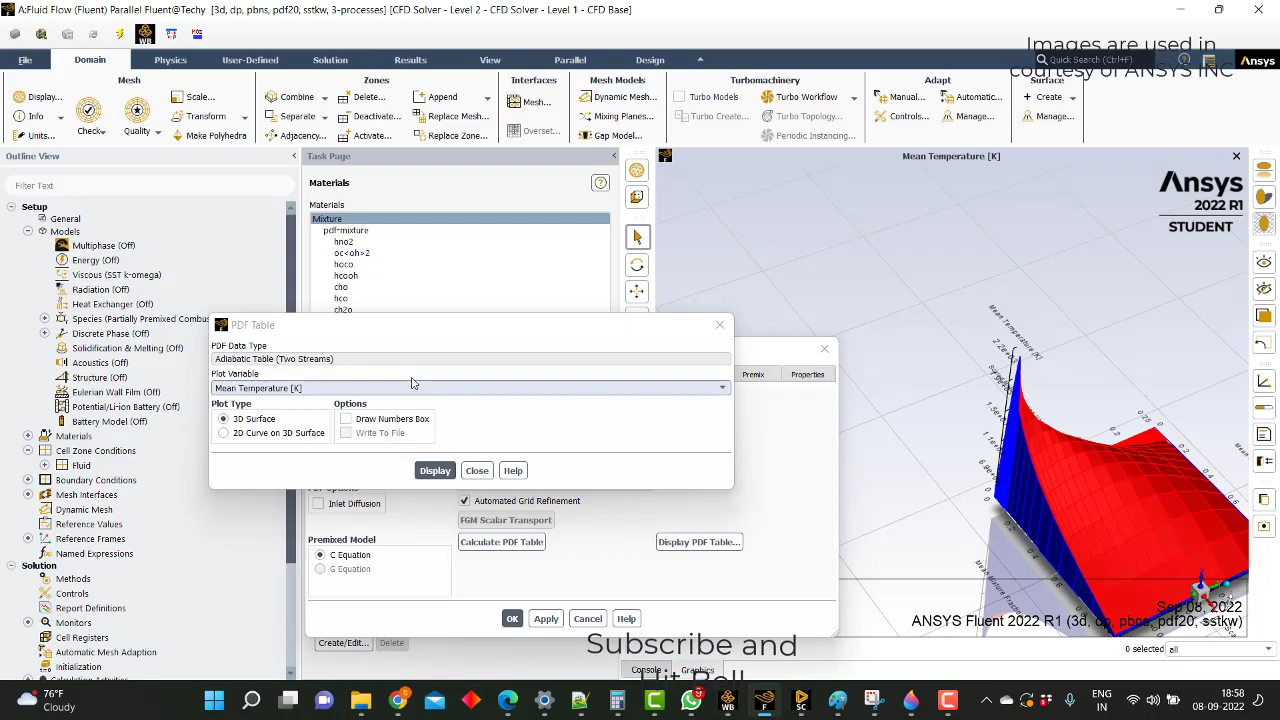 A:Fluid Flow (Fluent) Parallel Fluent@Techy [3d, dp, pbns, pdf20, sstkw, 3-processes] [CFD Solver - Level 2 - CFD Solver - Level 1 - CFD Base]
Images are used in
courtesy of ANSYS INC
File Domain Physics User-Defined Solution Results View Parallel Design Quick Search (Ctrl+F) Ansys
Mesh Zones Interfaces Mesh Models Turbomachinery Adapt Surface
Display... Scale... Combine Delete... Append Mesh... Dynamic Mesh... Turbo Models Turbo Workflow Manual... Automatic... Create
Info Check Quality Transform Separate Deactivate... Replace Mesh... Mixing Planes... Turbo Create... Turbo Topology... Controls... Manage... Manage...
Units... Make Polyhedra Adjacency... Activate... Replace Zone... Overset... Gap Model... Periodic Instancing...
Outline View
Filter Text
Setup
General
Models
Multiphase (Off)
Energy (Off)
Viscous (SST k-omega)
Radiation (Off)
Heat Exchanger (Off)
Species (Partially Premixed Combus
Discrete Phase (Off)
Solidification & Melting (Off)
Acoustics (Off)
Structure (Off)
Eulerian Wall Film (Off)
Potential/Li-ion Battery (Off)
Battery Model (Off)
Materials
Cell Zone Conditions
Fluid
Boundary Conditions
Mesh Interfaces
Dynamic Mesh
Reference Values
Reference Frames
Named Expressions
Solution
Methods
Controls
Report Definitions
Monitors
Cell Registers
Automatic Mesh Adaption
Initialization
Task Page
Materials
Materials
Mixture
pdf-mixture
hno2
oc<oh>2
hoco
hcooh
cho
hco
ch2o
PDF Table
PDF Data Type
Adiabatic Table (Two Streams)
Plot Variable
Mean Temperature [K]
Plot Type
3D Surface
2D Curve on 3D Surface
Options
Draw Numbers Box
Write To File
Display Close Help
Premix Properties
Inlet Diffusion
Automated Grid Refinement
FGM Scalar Transport
Calculate PDF Table Display PDF Table...
Premixed Model
C Equation
G Equation
OK Apply Cancel Help
Create/Edit... Delete
Mean Temperature [K]
Ansys
2022 R1
STUDENT
Sep 08, 2022
ANSYS Fluent 2022 R1 (3d, dp, pbns, pdf20, sstkw)
0 selected all
Console Graphics
Subscribe and
76°F
Cloudy
ENG
IN
18:58
08-09-2022